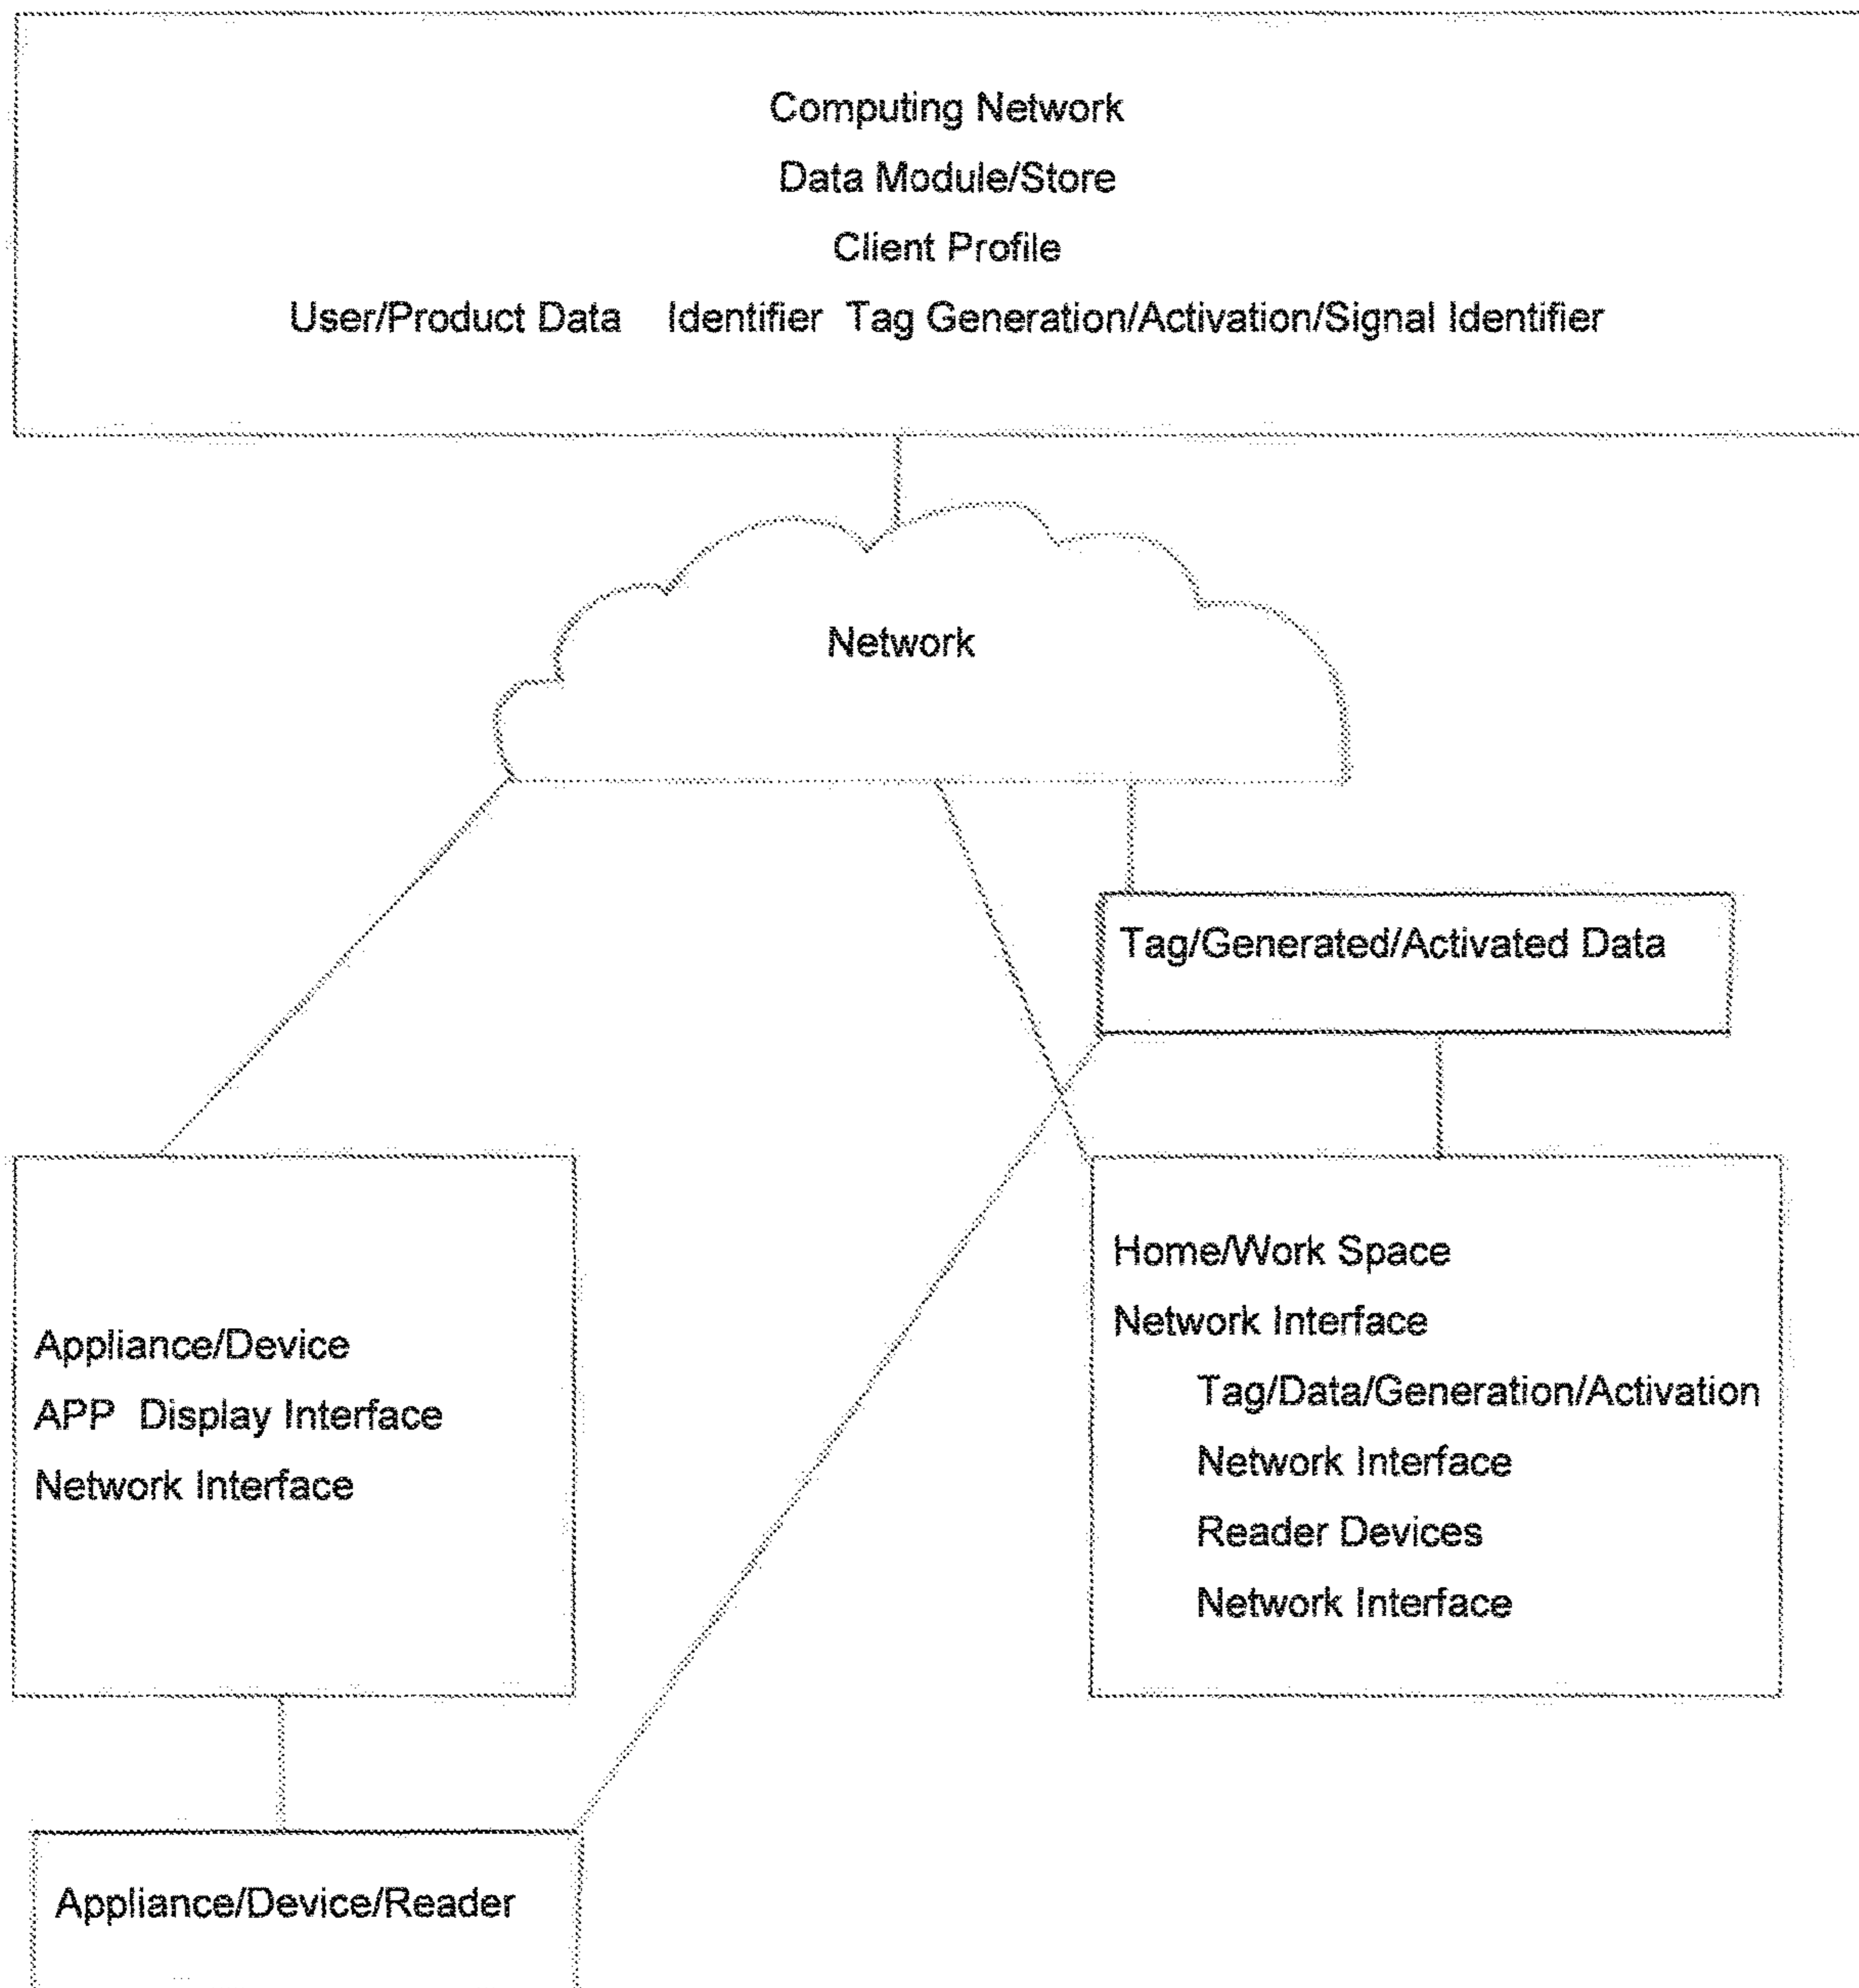 Computing Network
Data Module/Store
Client Profile
User/Product Data Identifier Tag Generation/Activation/Signal Identifier
Network
Tag/Generated/Activated Data
Appliance/Device
APP Display Interface
Network Interface
Home/Work Space
Network Interface
Tag/Data/Generation/Activation
Network Interface
Reader Devices
Network Interface
Appliance/Device/Reader